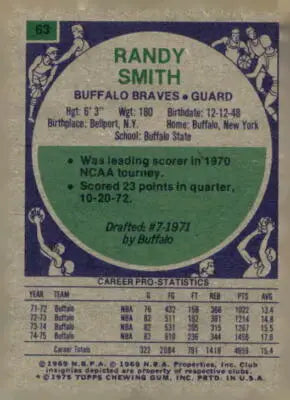 63
RANDY
SMITH
BUFFALO BRAVES • GUARD
Hgt: 6' 3" Wgt: 180 Birthdate: 12-12-48
Birthplace: Bellport, N.Y. Home: Buffalo, New York
School: Buffalo State
• Was leading scorer in 1970
NCAA tourney.
• Scored 23 points in quarter,
10-20-72.
Drafted: #7-1971
by Buffalo
CAREER PRO-STATISTICS
YEAR TEAM G FG FT REB PTS AVG
71-72 Buffalo NBA 76 432 158 368 1022 13.4
72-73 Buffalo NBA 82 511 192 391 1214 14.8
73-74 Buffalo NBA 82 531 205 315 1267 15.5
74-75 Buffalo NBA 82 610 236 344 1456 17.8
Career Totals 322 2084 791 1418 4959 15.4
© 1969 N.B.P.A. © 1969 N.B.A. Properties, Inc. Club
insignias depicted are property of respective clubs.
* © 1975 TOPPS CHEWING GUM, INC. PRTD. IN U.S.A.